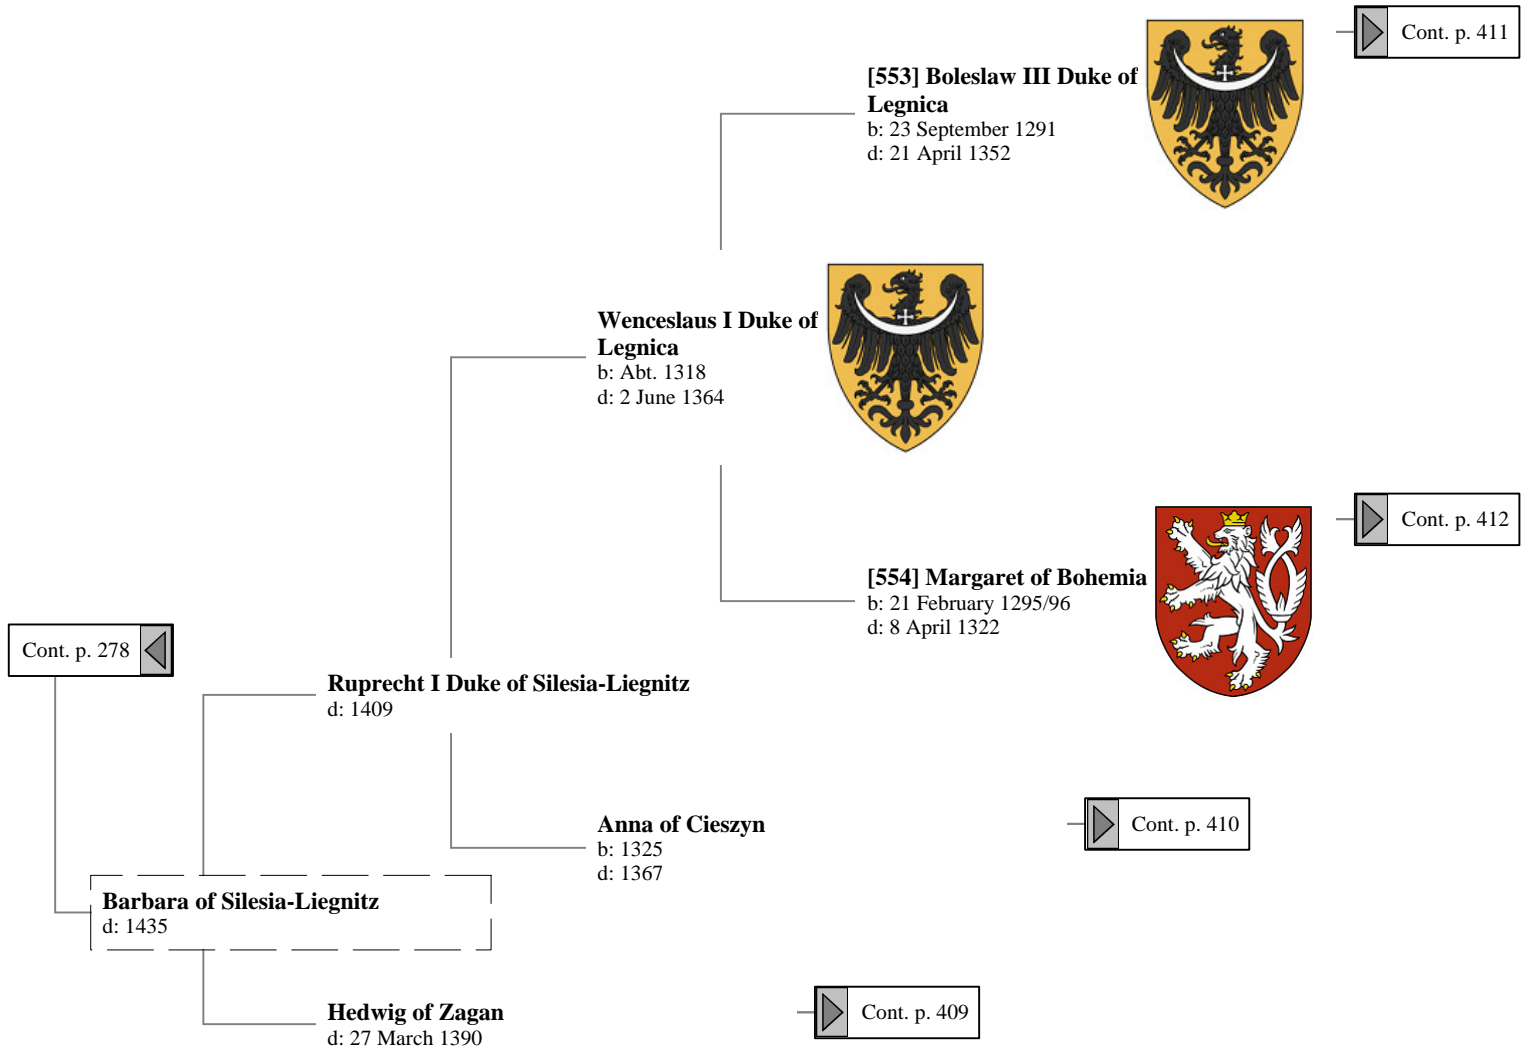 Cont. p. 411
[553] Boleslaw III Duke of
Legnica
b: 23 September 1291
d: 21 April 1352
Wenceslaus I Duke of
Legnica
b: Abt. 1318
d: 2 June 1364
Cont. p. 412
[554] Margaret of Bohemia
b: 21 February 1295/96
d: 8 April 1322
Cont. p. 278
Ruprecht I Duke of Silesia-Liegnitz
d: 1409
Anna of Cieszyn
b: 1325
d: 1367
Cont. p. 410
Barbara of Silesia-Liegnitz
d: 1435
Hedwig of Zagan
d: 27 March 1390
Cont. p. 409